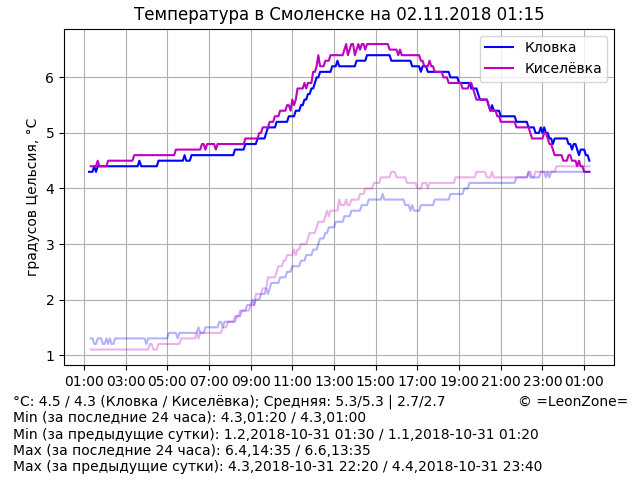 Температура в Смоленске на 02.11.2018 01:15
Кловка
Киселёвка
градусов Цельсия, °C
6
5
4
3
2
1
01:00 03:00 05:00 07:00 09:00 11:00 13:00 15:00 17:00 19:00 21:00 23:00 01:00
°C: 4.5 / 4.3 (Кловка / Киселёвка); Средняя: 5.3/5.3 | 2.7/2.7 © =LeonZone=
Min (за последние 24 часа): 4.3,01:20 / 4.3,01:00
Min (за предыдущие сутки): 1.2,2018-10-31 01:30 / 1.1,2018-10-31 01:20
Max (за последние 24 часа): 6.4,14:35 / 6.6,13:35
Max (за предыдущие сутки): 4.3,2018-10-31 22:20 / 4.4,2018-10-31 23:40